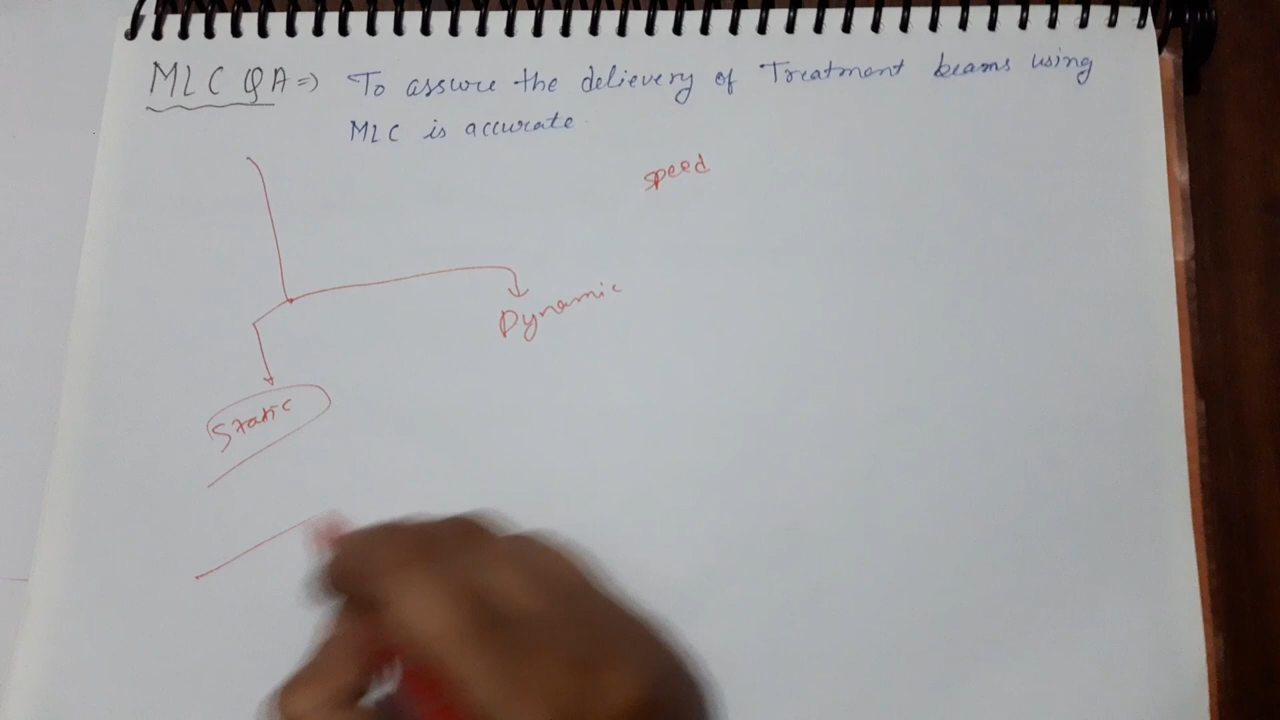 MLC QA => To assure the delievery of Treatment beams using
MLC is accurate
speed
Dynamic
Static